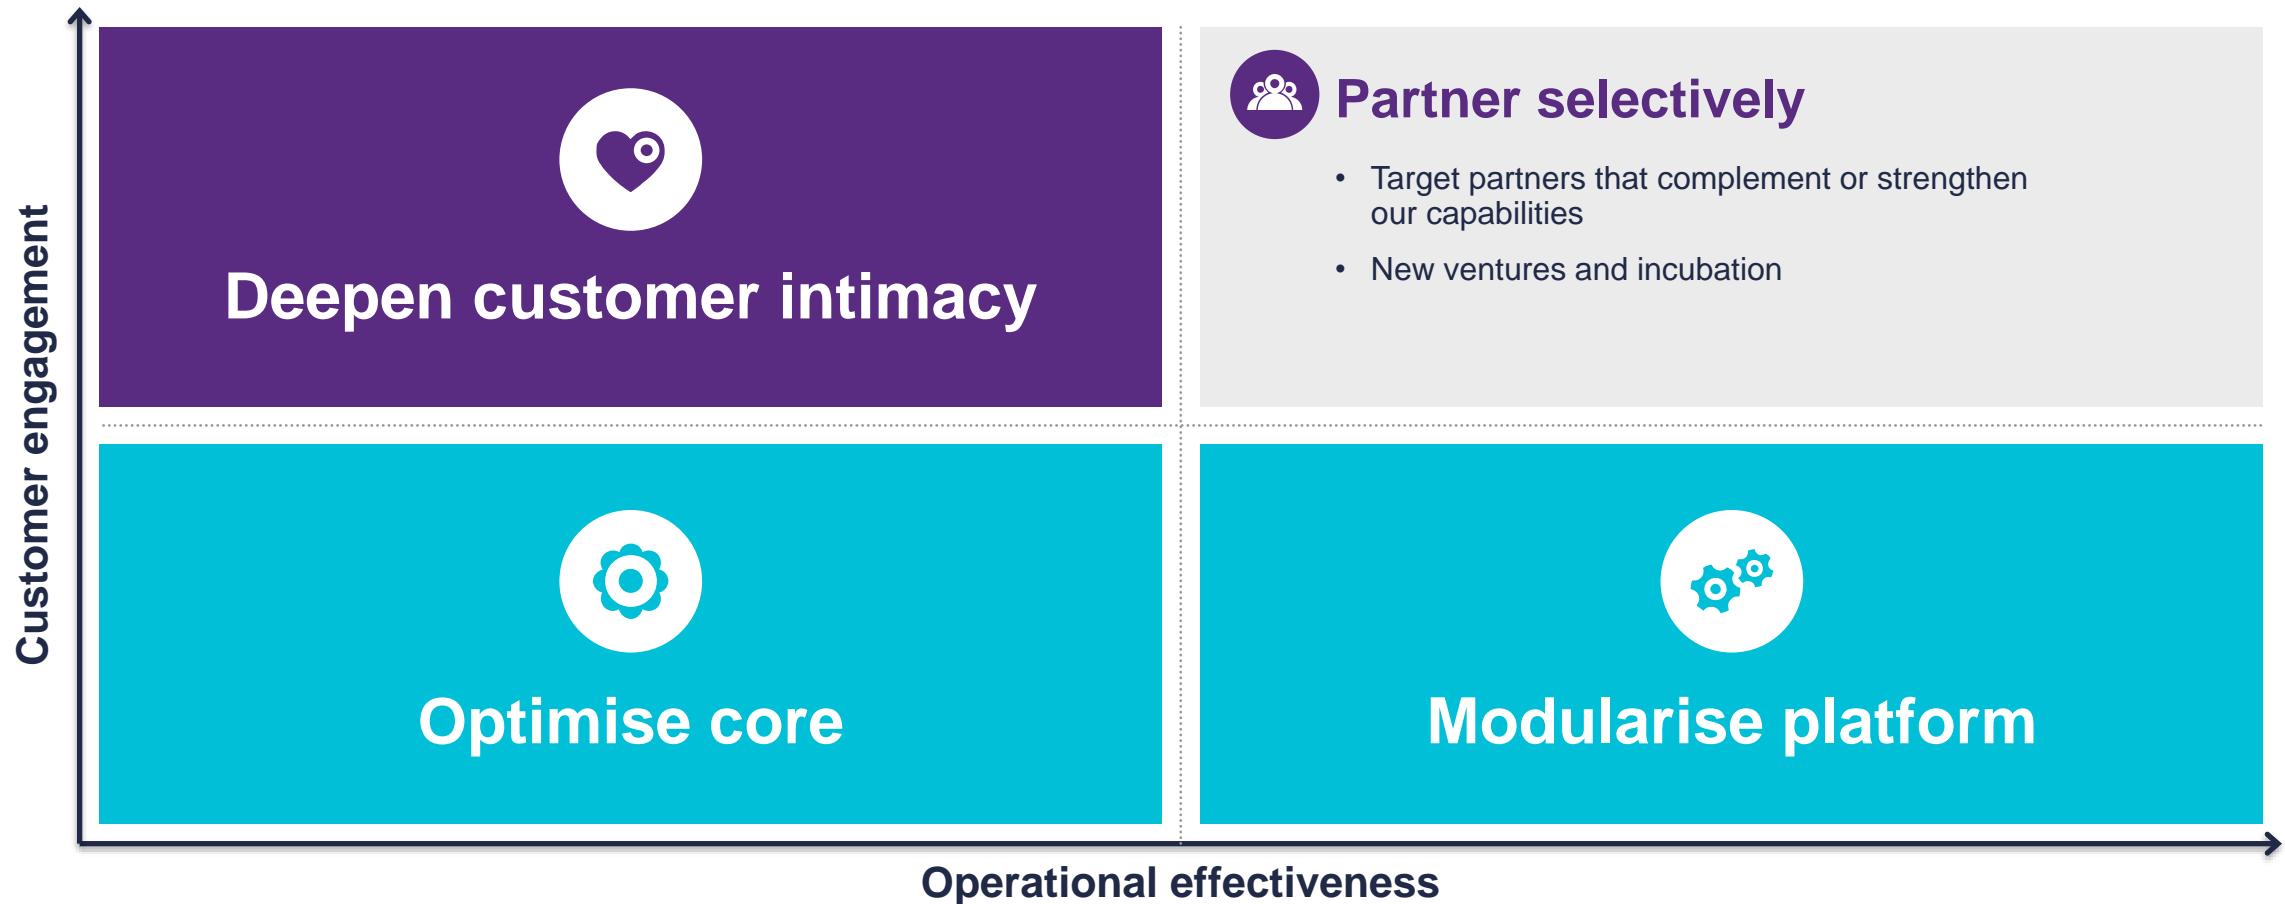 Customer engagement
Deepen customer intimacy
Partner selectively
• Target partners that complement or strengthen
our capabilities
• New ventures and incubation
Optimise core
Modularise platform
Operational effectiveness